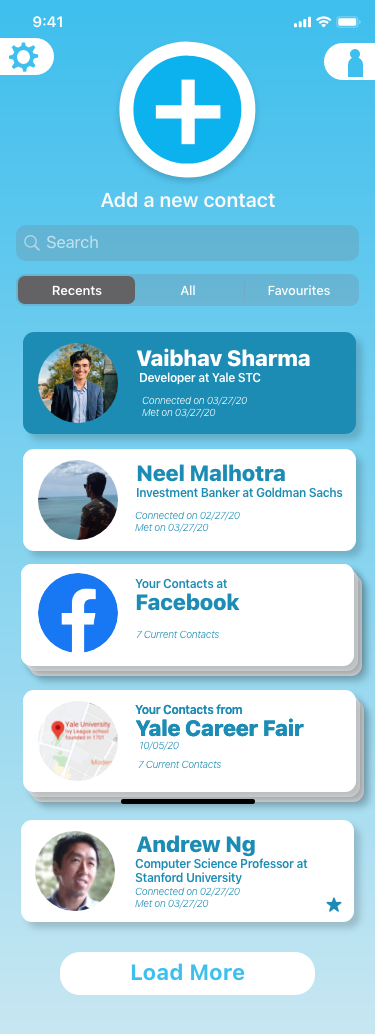 9:41
Add a new contact
Search
Recents
All
Favourites
Vaibhav Sharma
Developer at Yale STC
Connected on 03/27/20
Met on 03/27/20
Neel Malhotra
Investment Banker at Goldman Sachs
Connected on 02/27/20
Met on 03/27/20
Your Contacts at
Facebook
7 Current Contacts
Your Contacts from
Yale Career Fair
10/05/20
7 Current Contacts
Yale University
Ivy League school
founded in 1701
Moder
Andrew Ng
Computer Science Professor at
Stanford University
Connected on 02/27/20
Met on 03/27/20
Load More